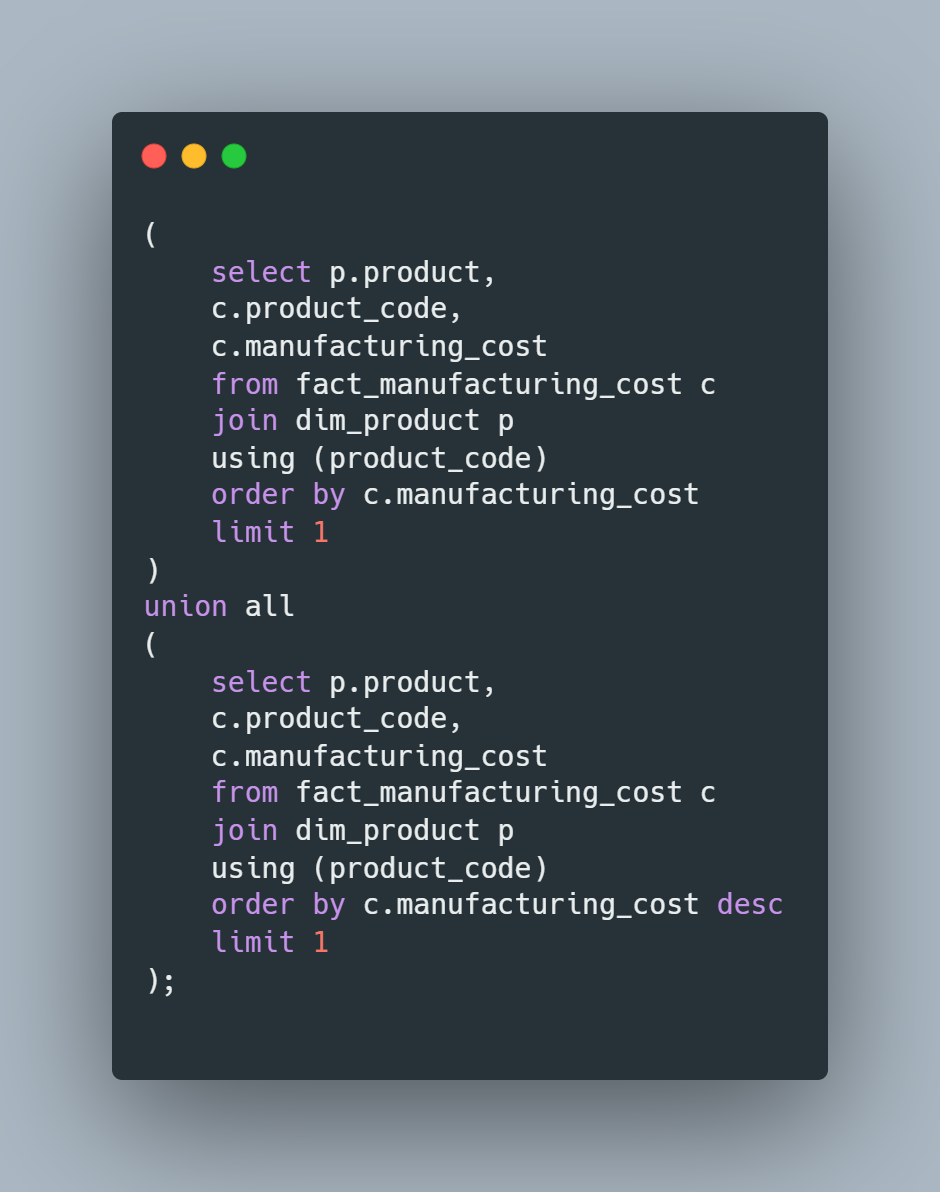 (
    select p.product,
    c.product_code,
    c.manufacturing_cost
    from fact_manufacturing_cost c
    join dim_product p
    using (product_code)
    order by c.manufacturing_cost
    limit 1
)
union all
(
    select p.product,
    c.product_code,
    c.manufacturing_cost
    from fact_manufacturing_cost c
    join dim_product p
    using (product_code)
    order by c.manufacturing_cost desc
    limit 1
);